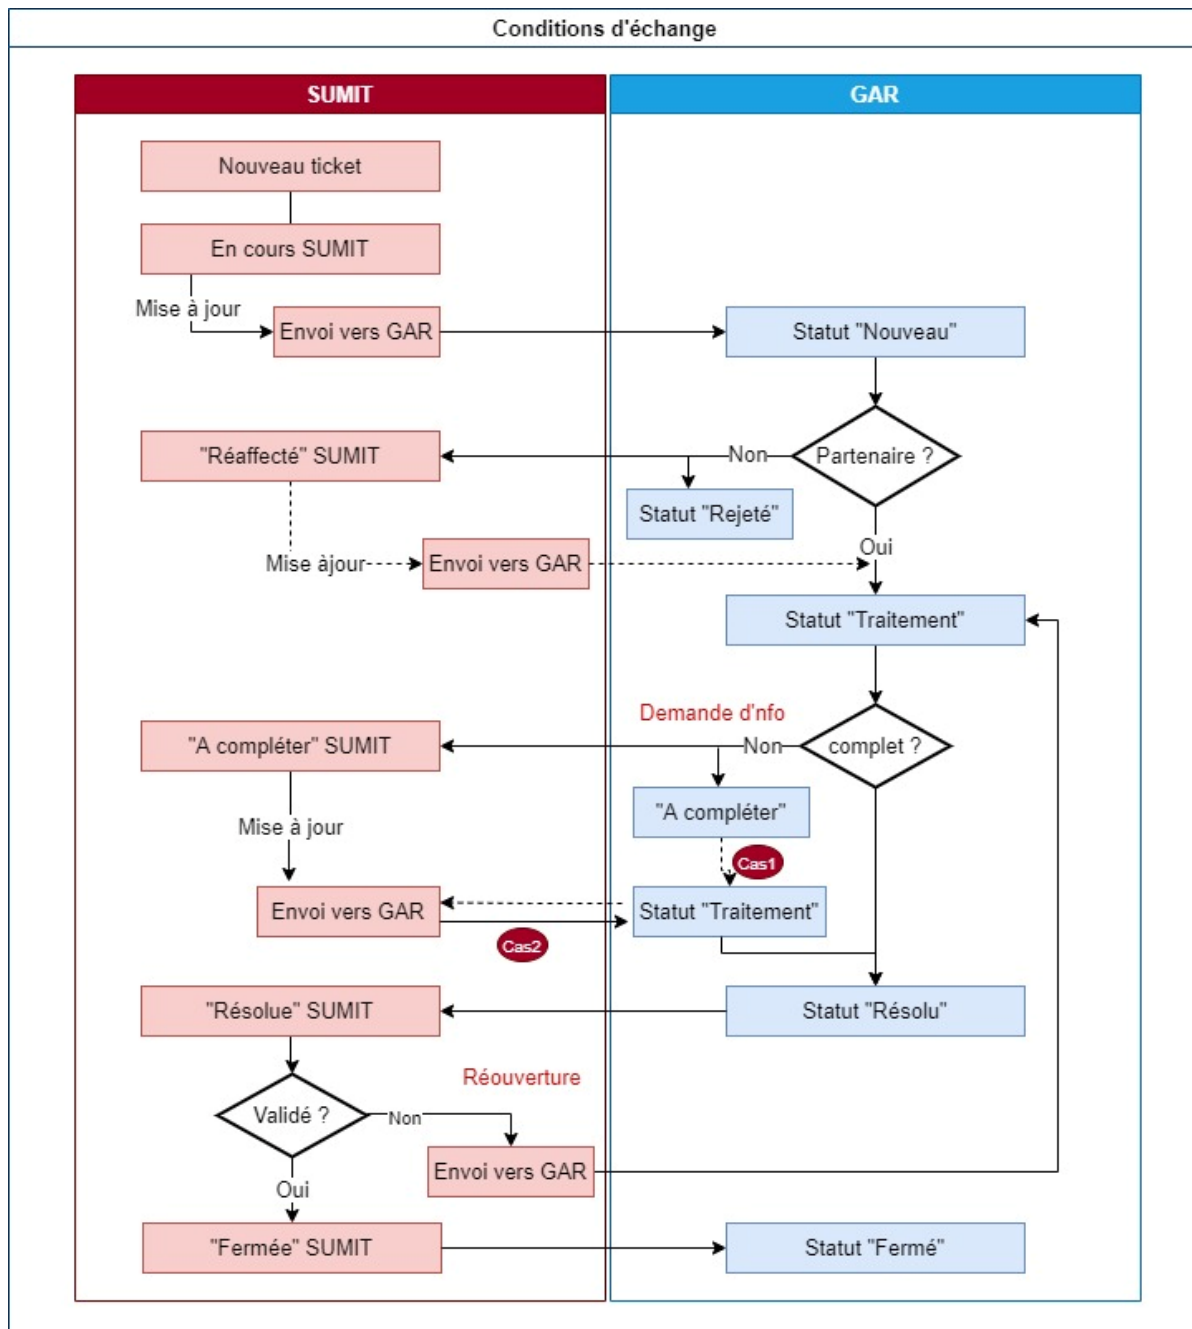 Conditions d'échange
SUMIT
GAR
Nouveau ticket
En cours SUMIT
Mise à jour
Envoi vers GAR
Statut "Nouveau"
"Réaffecté" SUMIT
Non
Partenaire ?
Statut "Rejeté"
Oui
Mise àjour
Envoi vers GAR
Statut "Traitement"
Demande d'nfo
"A compléter" SUMIT
Non
complet ?
"A compléter"
Mise à jour
Cas1
Envoi vers GAR
Statut "Traitement"
Cas2
"Résolue" SUMIT
Statut "Résolu"
Réouverture
Validé ?
Non
Envoi vers GAR
Oui
"Fermée" SUMIT
Statut "Fermé"